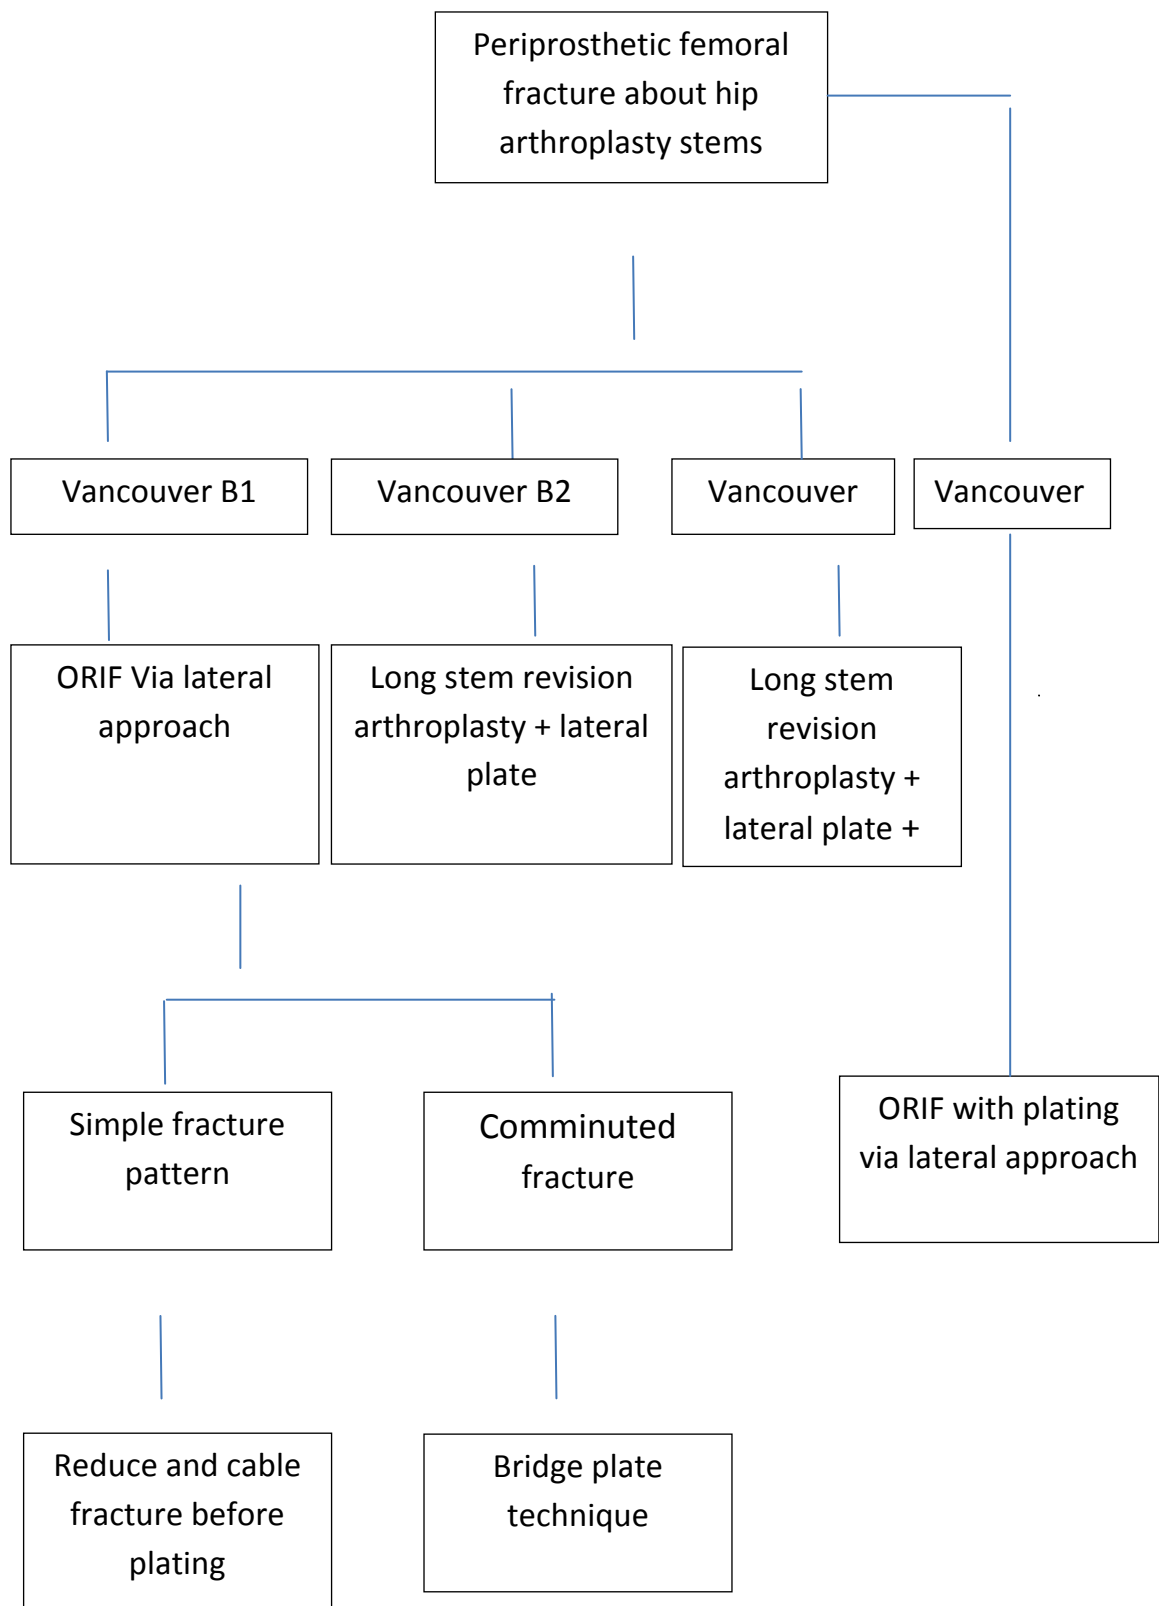 Periprosthetic femoral
fracture about hip
arthroplasty stems
Vancouver B1
Vancouver B2
Vancouver
Vancouver
ORIF Via lateral
approach
Long stem revision
arthroplasty + lateral
plate
Long stem
revision
arthroplasty +
lateral plate +
.
Simple fracture
pattern
Comminuted
fracture
ORIF with plating
via lateral approach
Reduce and cable
fracture before
plating
Bridge plate
technique